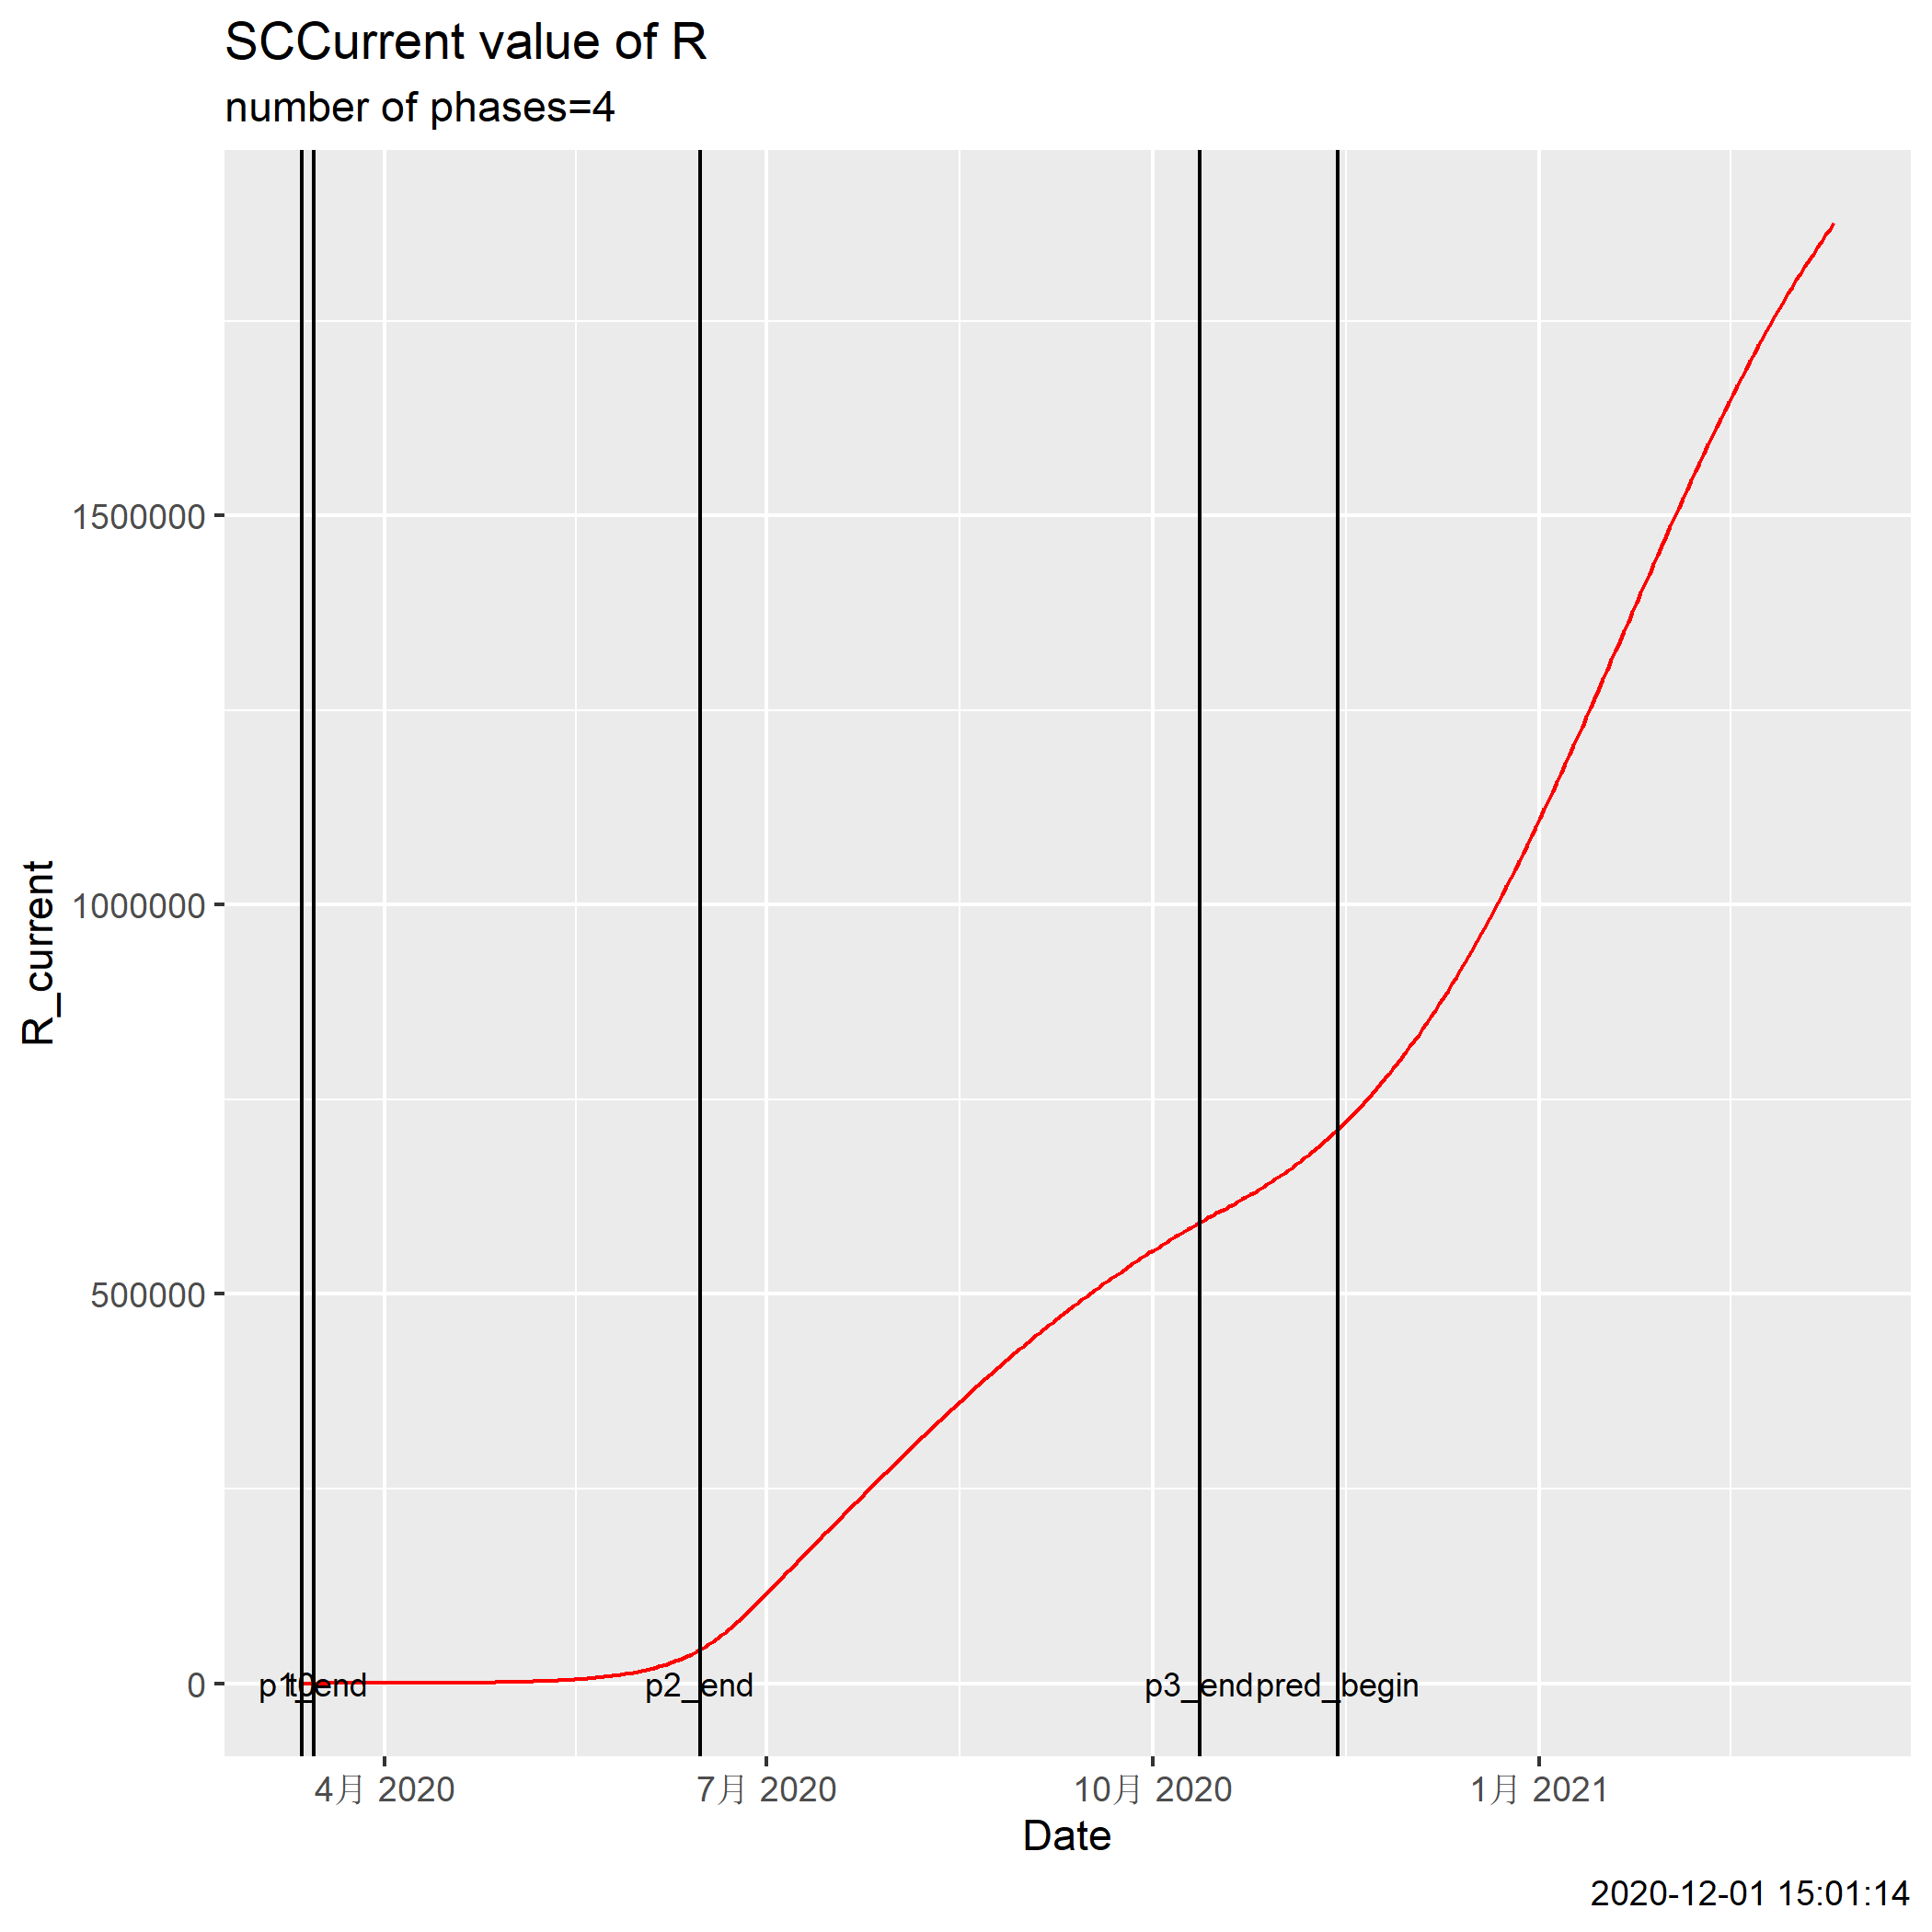 SCCurrent value of R
number of phases=4
R_current
1500000
1000000
500000
0
p1_end
t0
p2_end
p3_end
pred_begin
4月 2020
7月 2020
10月 2020
1月 2021
Date
2020-12-01 15:01:14